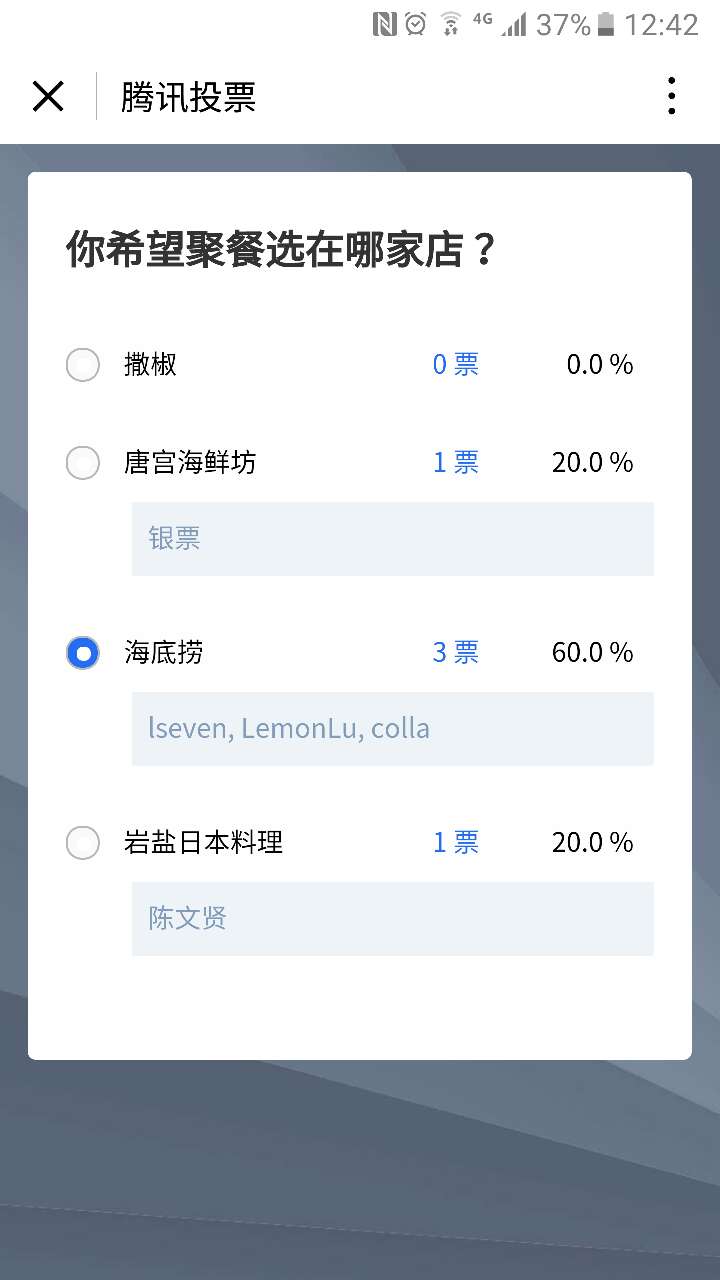 4G 37% 12:42
腾讯投票
你希望聚餐选在哪家店？
撒椒 0 票 0.0 %
唐宫海鲜坊 1 票 20.0 %
银票
海底捞 3 票 60.0 %
lseven, LemonLu, colla
岩盐日本料理 1 票 20.0 %
陈文贤